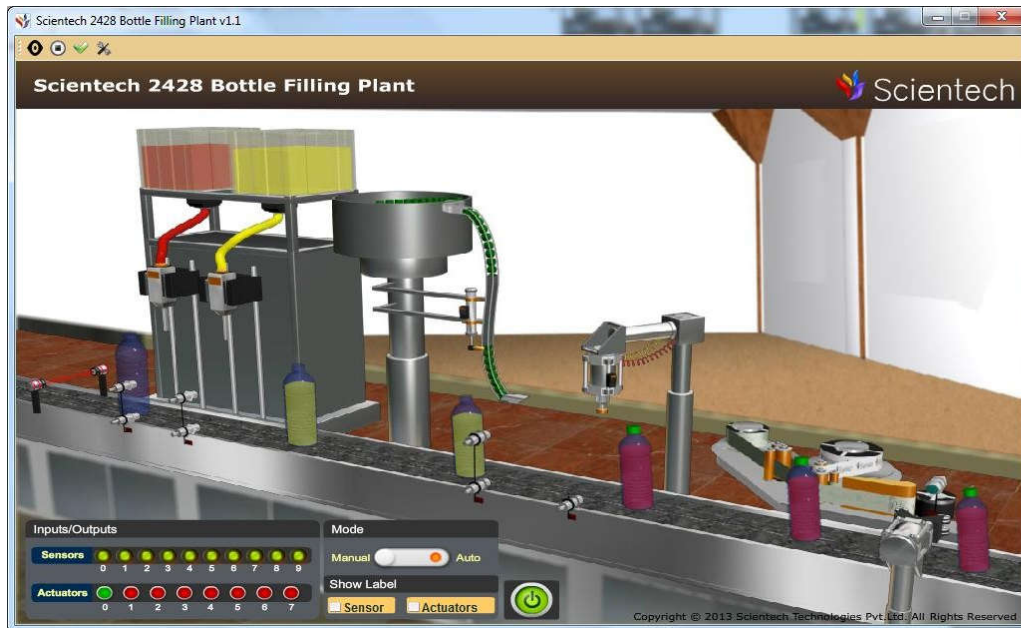 Scientech 2428 Bottle Filling Plant v1.1
Scientech 2428 Bottle Filling Plant
Scientech
Inputs/Outputs
Sensors
0 1 2 3 4 5 6 7 8 9
Actuators
0 1 2 3 4 5 6 7
Mode
Manual Auto
Show Label
Sensor Actuators
Copyright © 2013 Scientech Technologies Pvt.Ltd. All Rights Reserved